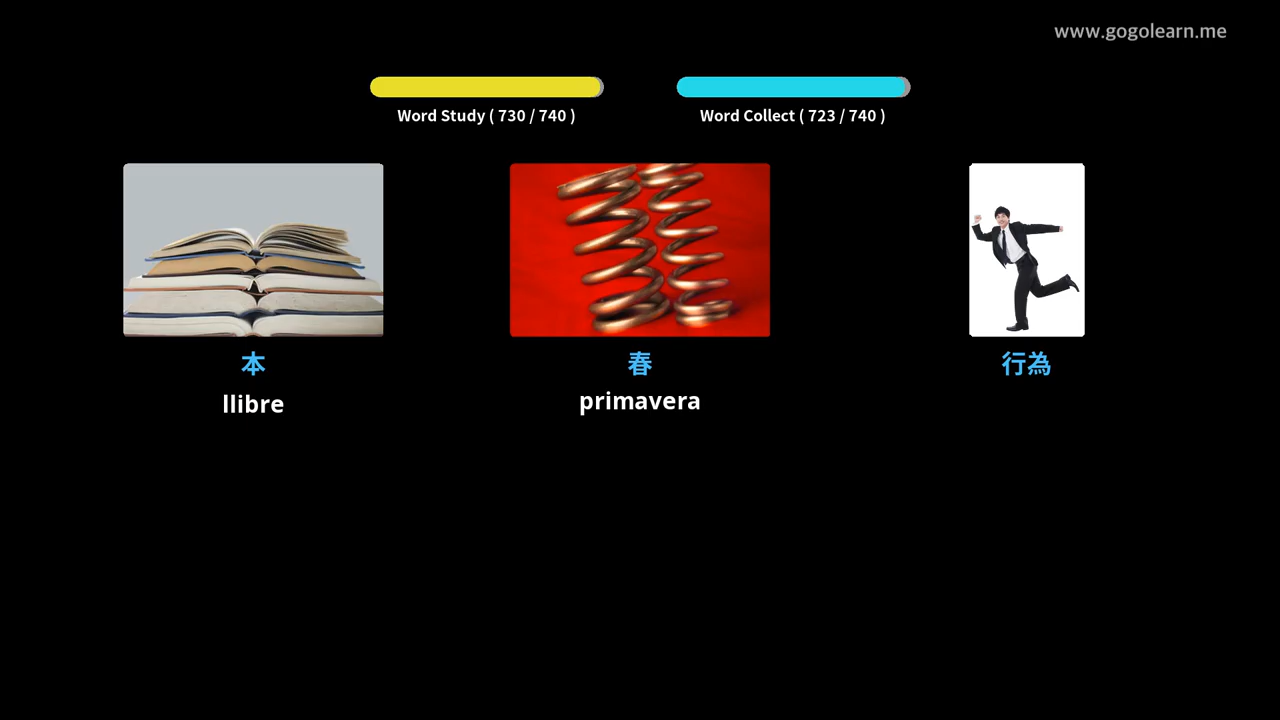 www.gogolearn.me
Word Study ( 730 / 740 )
Word Collect ( 723 / 740 )
本
春
行為
llibre
primavera